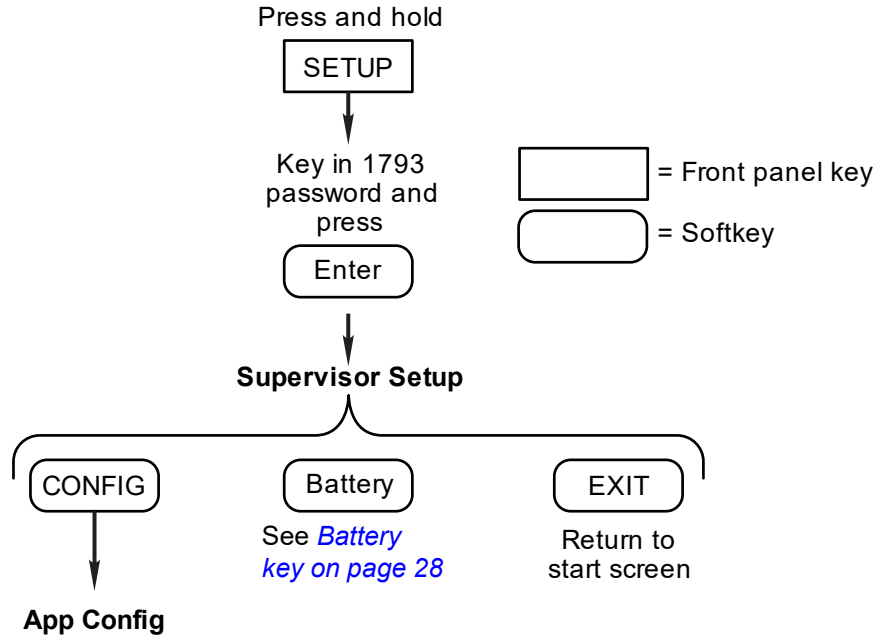 Press and hold
SETUP
Key in 1793
password and
press
Enter
= Front panel key
= Softkey
Supervisor Setup
CONFIG
Battery
EXIT
See Battery
key on page 28
Return to
start screen
App Config